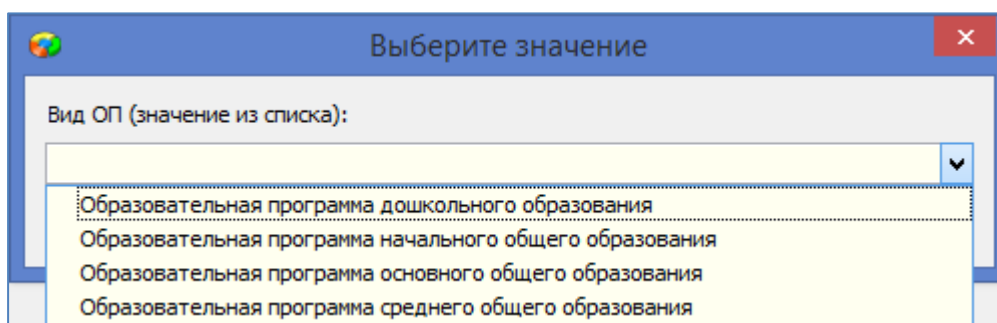 Выберите значение
Вид ОП (значение из списка):
Образовательная программа дошкольного образования
Образовательная программа начального общего образования
Образовательная программа основного общего образования
Образовательная программа среднего общего образования